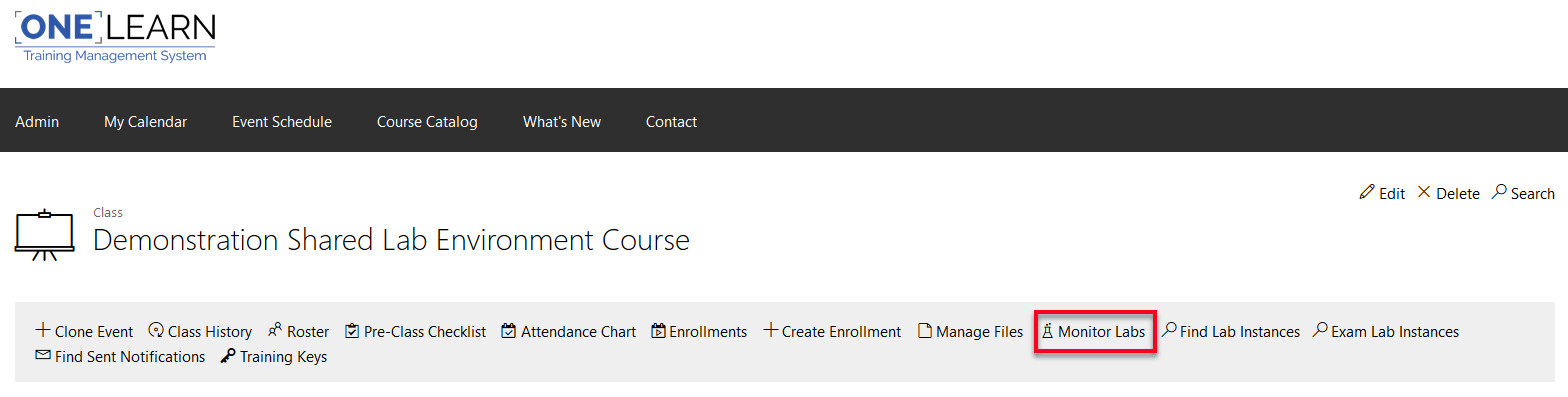 [ONE]LEARN
Training Management System
Admin My Calendar Event Schedule Course Catalog What's New Contact
Edit Delete Search
Class
Demonstration Shared Lab Environment Course
Clone Event Class History Roster Pre-Class Checklist Attendance Chart Enrollments Create Enrollment Manage Files Monitor Labs Find Lab Instances Exam Lab Instances
Find Sent Notifications Training Keys